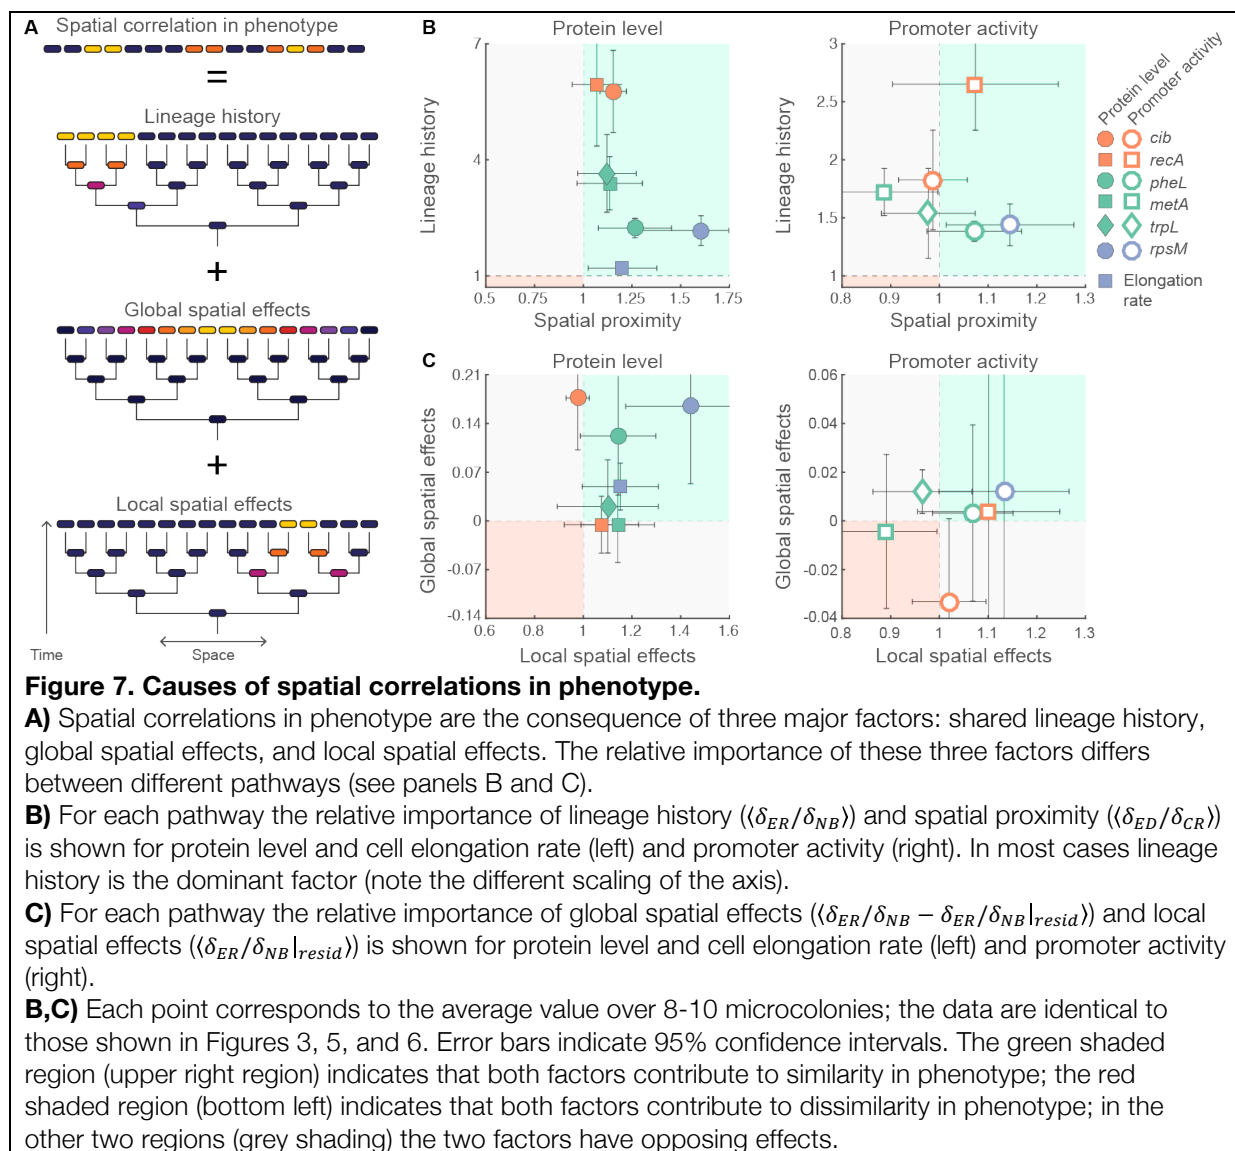 A
Spatial correlation in phenotype
=
Lineage history
+
Global spatial effects
+
Local spatial effects
Time
Space
B
Protein level
Lineage history
7
4
1
0.5
0.75
1
1.25
1.5
1.75
Spatial proximity
Promoter activity
Lineage history
3
2.5
2
1.5
1
0.8
0.9
1
1.1
1.2
1.3
Spatial proximity
Protein level
Promoter activity
cib
recA
pheL
metA
trpL
rpsM
Elongation
rate
C
Protein level
Global spatial effects
0.21
0.14
0.07
0
-0.07
-0.14
0.6
0.8
1
1.2
1.4
1.6
Local spatial effects
Promoter activity
Global spatial effects
0.06
0.04
0.02
0
-0.02
-0.04
0.8
0.9
1
1.1
1.2
1.3
Local spatial effects
Figure 7. Causes of spatial correlations in phenotype.
A) Spatial correlations in phenotype are the consequence of three major factors: shared lineage history,
global spatial effects, and local spatial effects. The relative importance of these three factors differs
between different pathways (see panels B and C).
B) For each pathway the relative importance of lineage history (⟨δ_ER/δ_NB⟩) and spatial proximity (⟨δ_ED/δ_CR⟩)
is shown for protein level and cell elongation rate (left) and promoter activity (right). In most cases lineage
history is the dominant factor (note the different scaling of the axis).
C) For each pathway the relative importance of global spatial effects (⟨δ_ER/δ_NB − δ_ER/δ_NB|_resid⟩) and local
spatial effects (⟨δ_ER/δ_NB|_resid⟩) is shown for protein level and cell elongation rate (left) and promoter activity
(right).
B,C) Each point corresponds to the average value over 8-10 microcolonies; the data are identical to
those shown in Figures 3, 5, and 6. Error bars indicate 95% confidence intervals. The green shaded
region (upper right region) indicates that both factors contribute to similarity in phenotype; the red
shaded region (bottom left) indicates that both factors contribute to dissimilarity in phenotype; in the
other two regions (grey shading) the two factors have opposing effects.